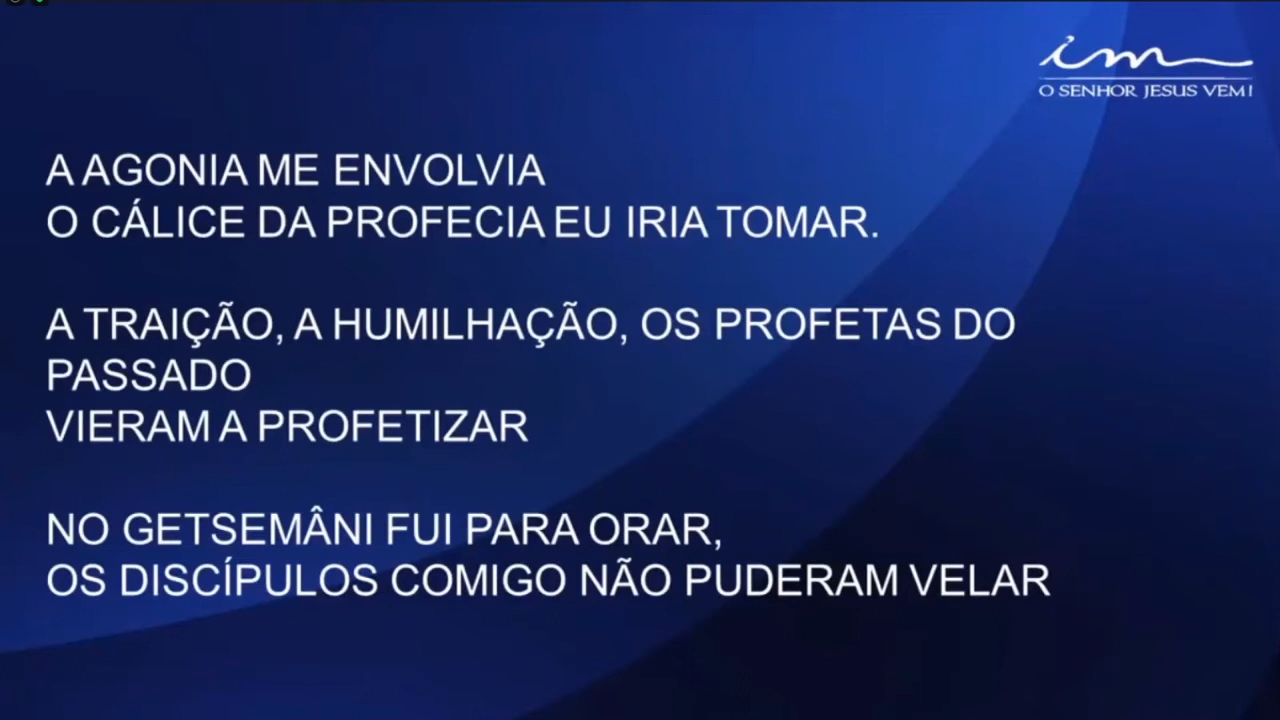 im
O SENHOR JESUS VEM!
A AGONIA ME ENVOLVIA
O CÁLICE DA PROFECIA EU IRIA TOMAR.
A TRAIÇÃO, A HUMILHAÇÃO, OS PROFETAS DO
PASSADO
VIERAM A PROFETIZAR
NO GETSEMÂNI FUI PARA ORAR,
OS DISCÍPULOS COMIGO NÃO PUDERAM VELAR